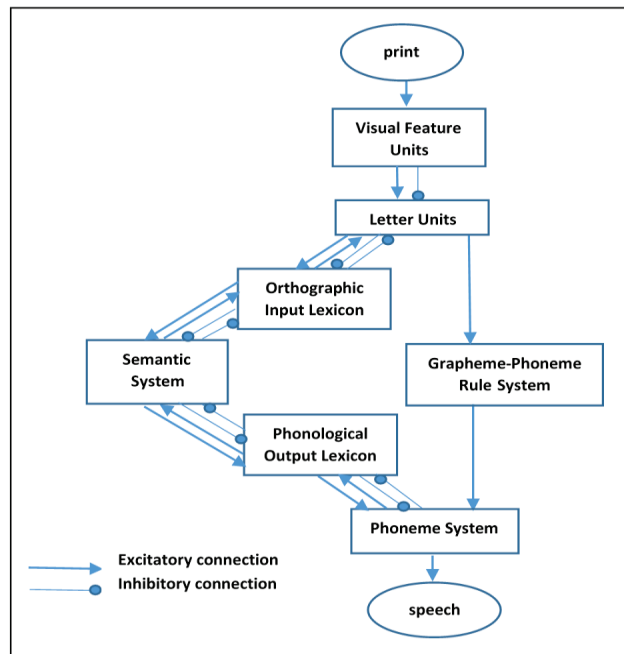 print
Visual Feature
Units
Letter Units
Orthographic
Input Lexicon
Semantic
System
Grapheme-Phoneme
Rule System
Phonological
Output Lexicon
Phoneme System
Excitatory connection
Inhibitory connection
speech